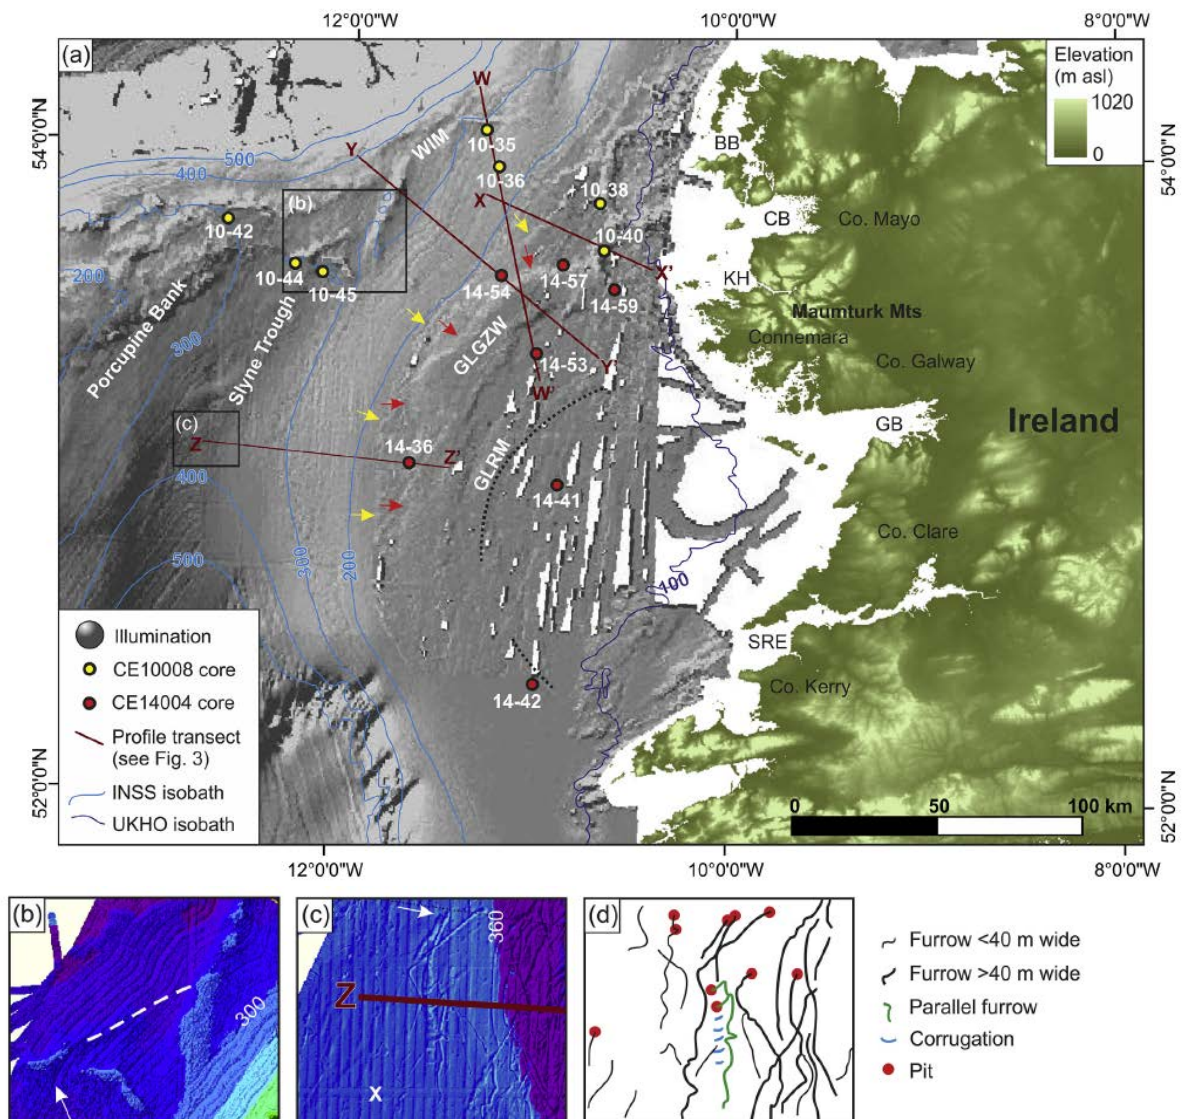 12°0'0"W
10°0'0"W
8°0'0"W
(a)
54°0'0"N
54°0'0"N
Elevation
(m asl)
1020
0
W
Y
WIM
10-35
10-36
X
10-38
500
400
(b)
10-42
10-40
200
10-44
10-45
14-54
14-57
14-59
X'
BB
CB
Co. Mayo
KH
Maumturk Mts
Connemara
Co. Galway
Porcupine Bank
Slyne Trough
300
GLGZW
14-53
Y'
W'
(c)
Z
14-36
Z'
GLRM
14-41
GB
Ireland
400
500
300
200
100
Co. Clare
SRE
Co. Kerry
14-42
Illumination
CE10008 core
CE14004 core
Profile transect
(see Fig. 3)
INSS isobath
UKHO isobath
0 50 100 km
52°0'0"N
52°0'0"N
12°0'0"W
10°0'0"W
8°0'0"W
(b)
300
(c)
360
Z
X
(d)
Furrow <40 m wide
Furrow >40 m wide
Parallel furrow
Corrugation
Pit